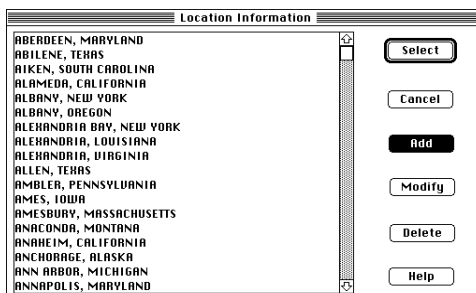 Location Information
ABERDEEN, MARYLAND
ABILENE, TEXAS
AIKEN, SOUTH CAROLINA
ALAMEDA, CALIFORNIA
ALBANY, NEW YORK
ALBANY, OREGON
ALEXANDRIA BAY, NEW YORK
ALEXANDRIA, LOUISIANA
ALEXANDRIA, VIRGINIA
ALLEN, TEXAS
AMBLER, PENNSYLVANIA
AMES, IOWA
AMESBURY, MASSACHUSETTS
ANACONDA, MONTANA
ANAHEIM, CALIFORNIA
ANCHORAGE, ALASKA
ANN ARBOR, MICHIGAN
ANNAPOLIS, MARYLAND
Select
Cancel
Add
Modify
Delete
Help